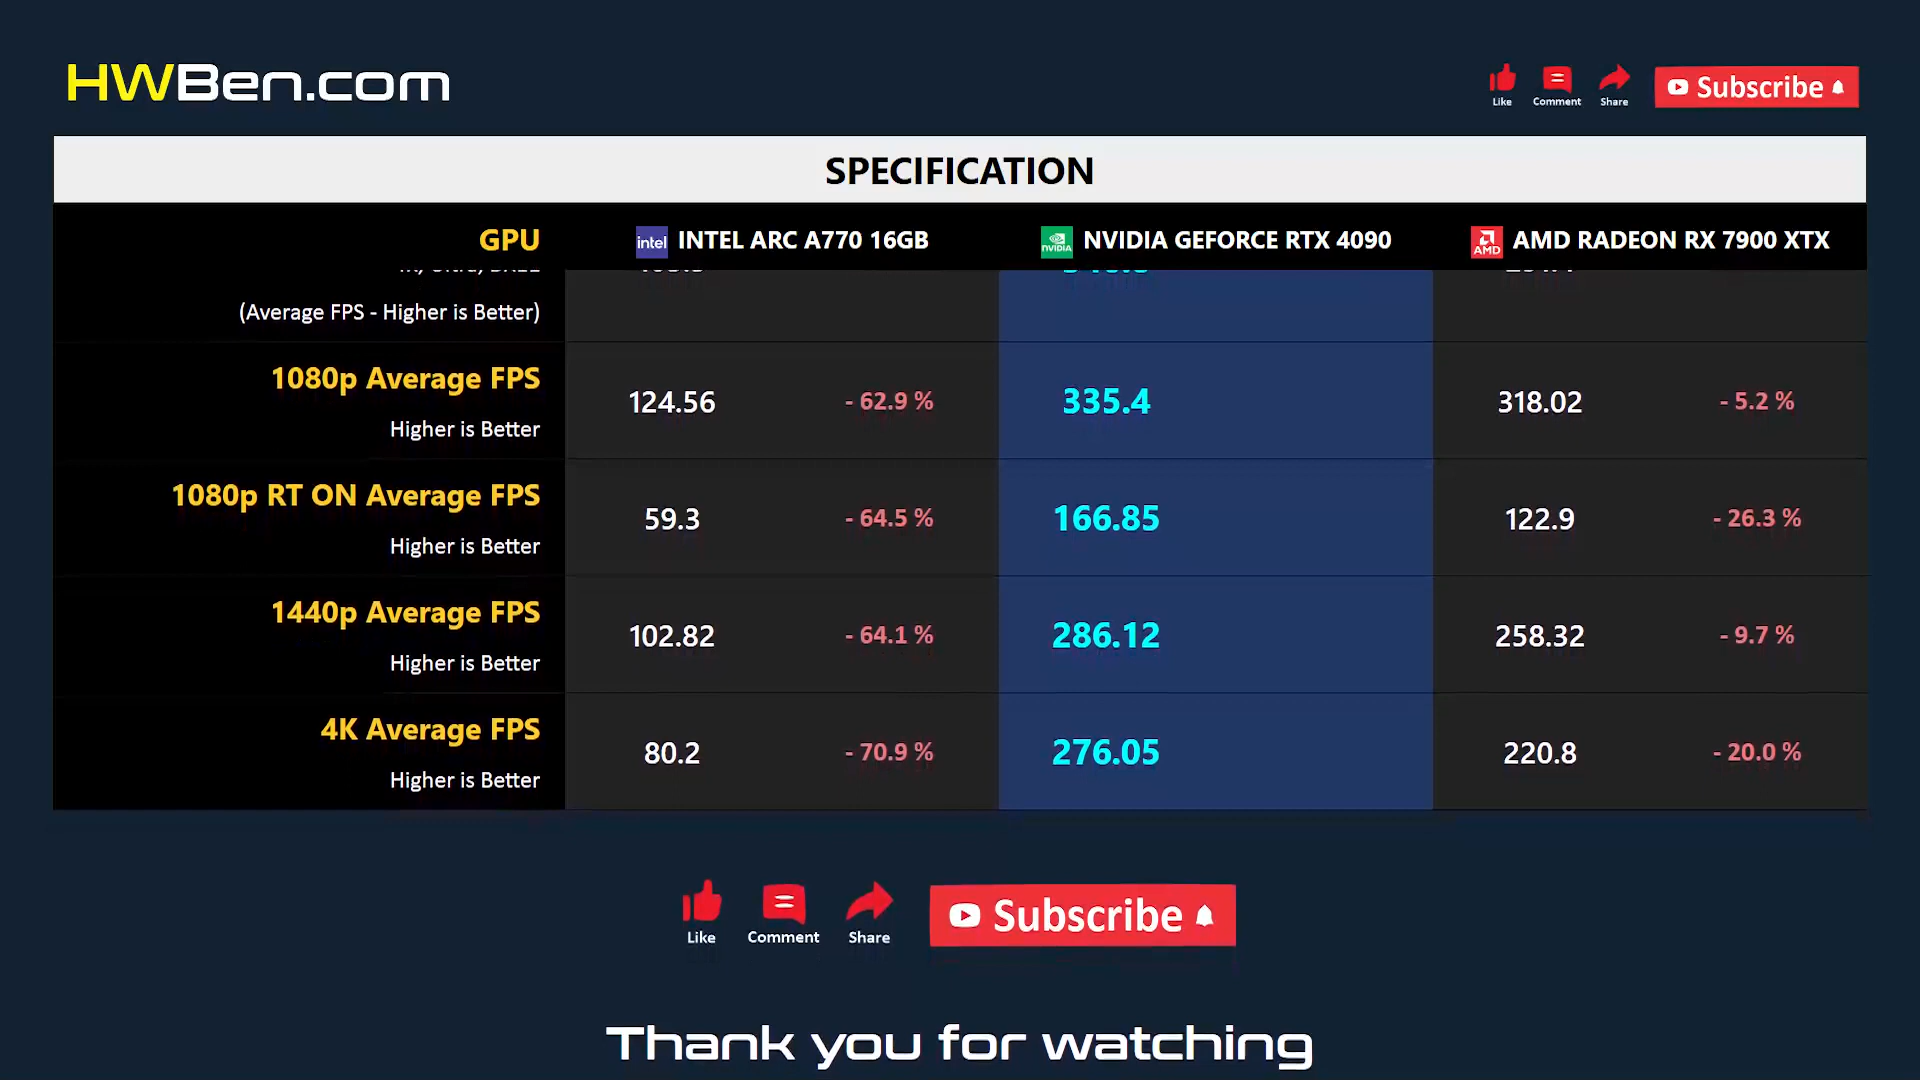 HWBen.com
Like Comment Share Subscribe
SPECIFICATION
GPU intel INTEL ARC A770 16GB NVIDIA NVIDIA GEFORCE RTX 4090 AMD AMD RADEON RX 7900 XTX
(Average FPS - Higher is Better)
1080p Average FPS
124.56 - 62.9 % 335.4 318.02 - 5.2 %
Higher is Better
1080p RT ON Average FPS
59.3 - 64.5 % 166.85 122.9 - 26.3 %
Higher is Better
1440p Average FPS
102.82 - 64.1 % 286.12 258.32 - 9.7 %
Higher is Better
4K Average FPS
80.2 - 70.9 % 276.05 220.8 - 20.0 %
Higher is Better
Like Comment Share Subscribe
Thank you for watching